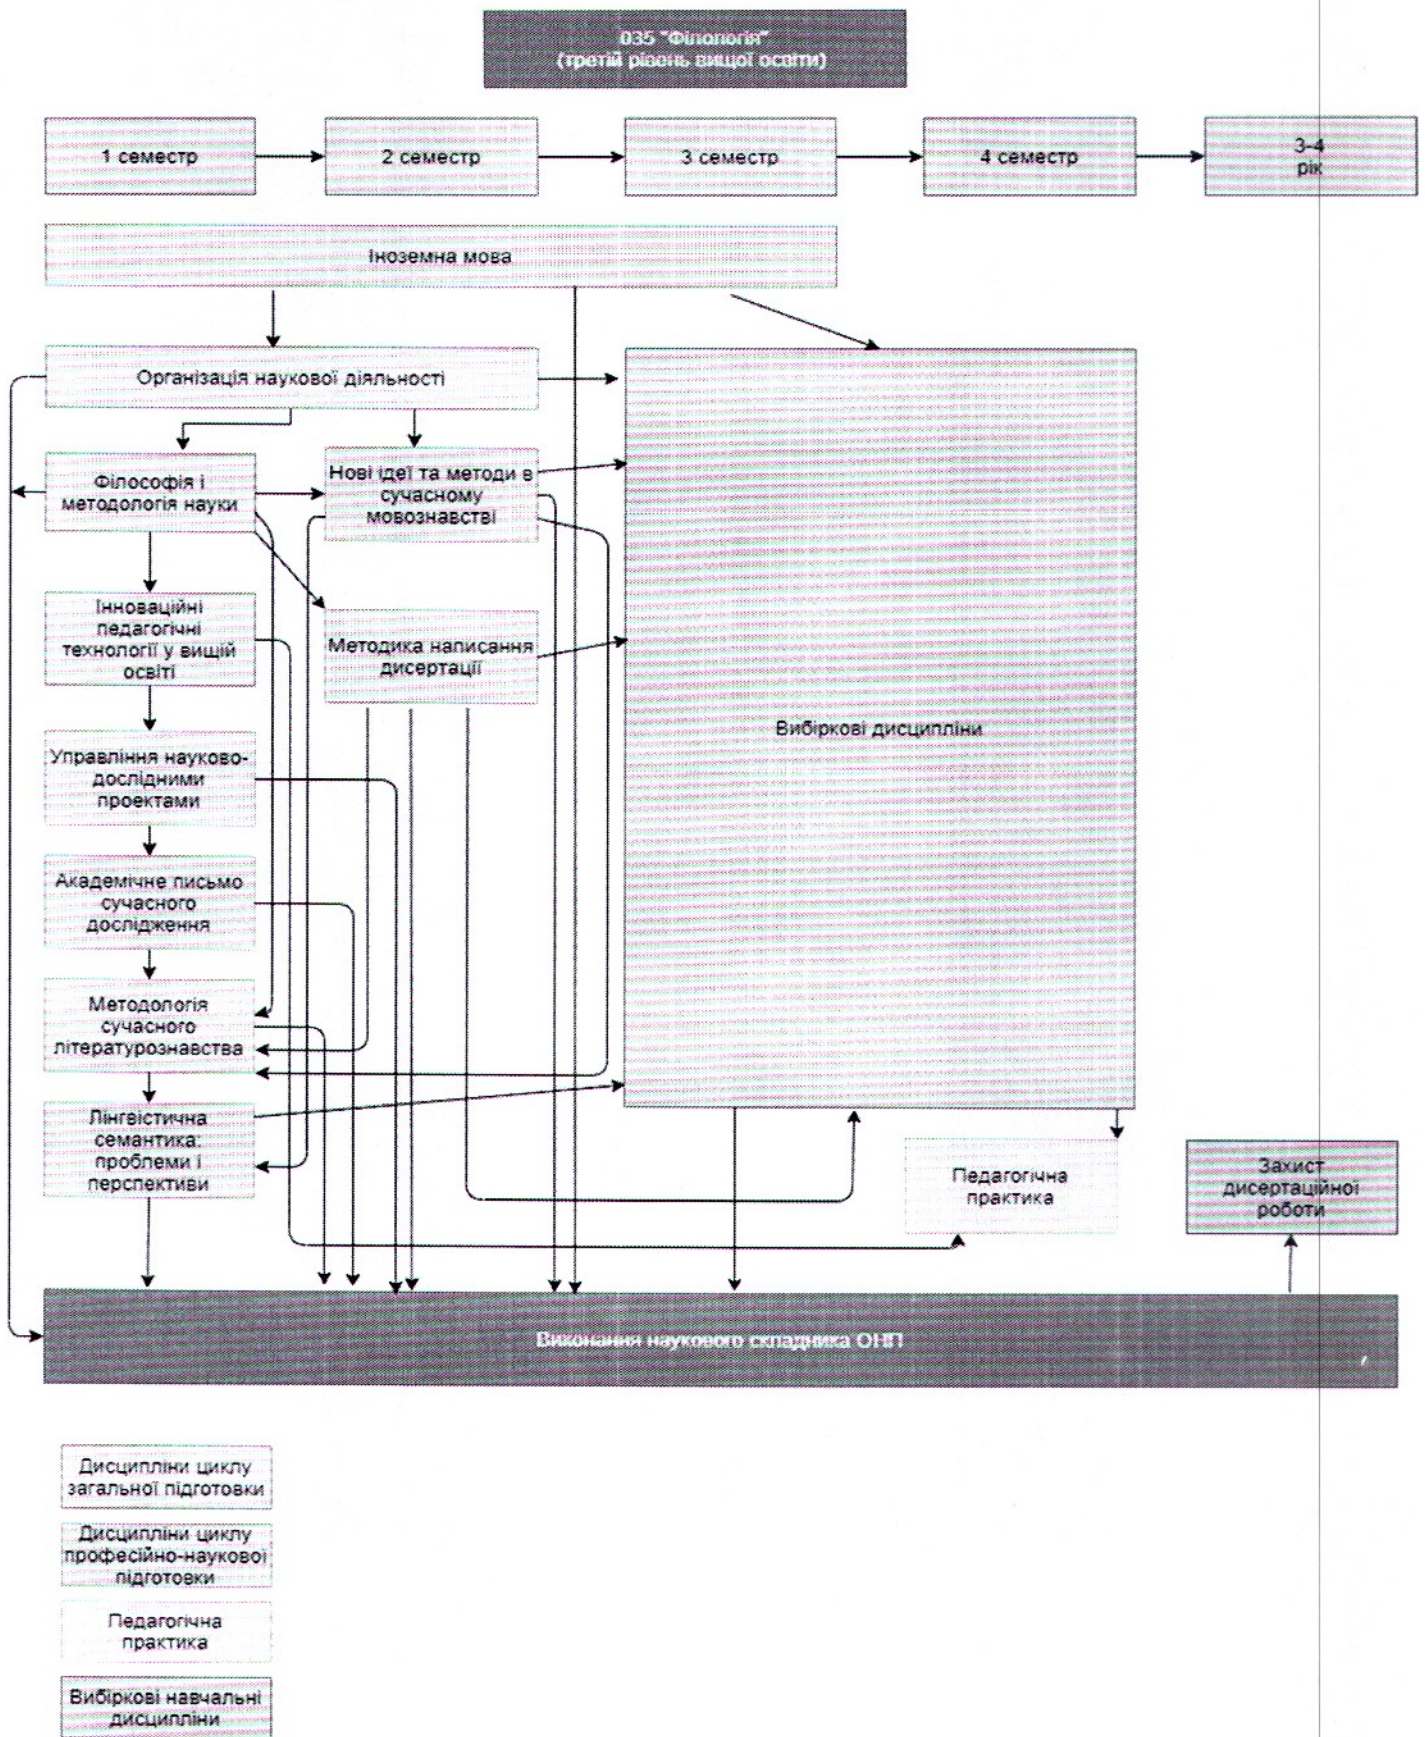 035 "Філологія"
(третій рівень вищої освіти)
1 семестр
2 семестр
3 семестр
4 семестр
3-4
рік
Іноземна мова
Організація наукової діяльності
Філософія і
методологія науки
Нові ідеї та методи в
сучасному
мовознавстві
Інноваційні
педагогічні
технології у вищій
освіті
Методика написання
дисертації
Вибіркові дисципліни
Управління науково-
дослідними
проектами
Академічне письмо
сучасного
дослідження
Методологія
сучасного
літературознавства
Лінгвістична
семантика:
проблеми і
перспективи
Педагогічна
практика
Захист
дисертаційної
роботи
Виконання наукового складника ОНП
Дисципліни циклу
загальної підготовки
Дисципліни циклу
професійно-наукової
підготовки
Педагогічна
практика
Вибіркові навчальні
дисципліни